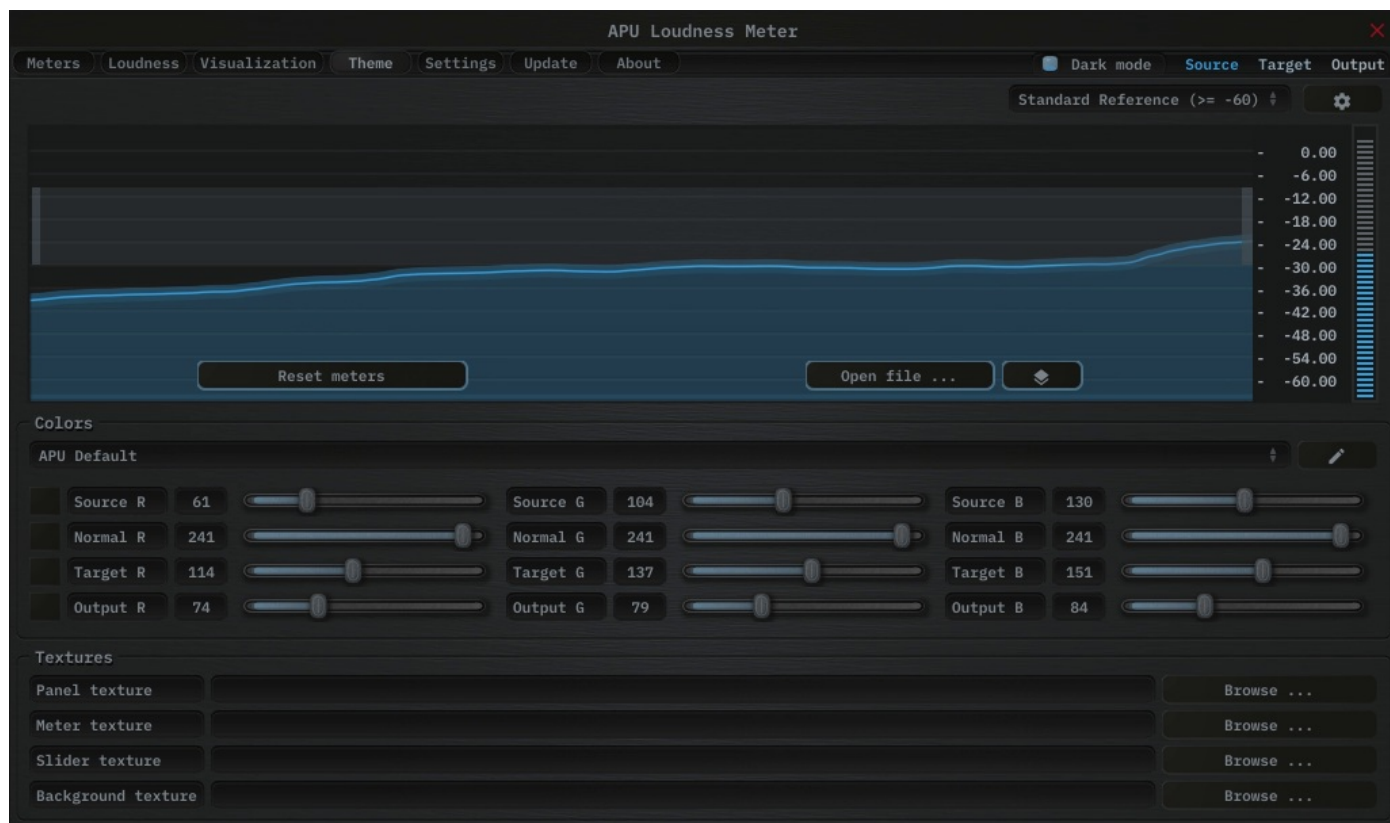 APU Loudness Meter
Meters Loudness Visualization Theme Settings Update About Dark mode Source Target Output
Standard Reference (>= -60)
- 0.00
- -6.00
- -12.00
- -18.00
- -24.00
- -30.00
- -36.00
- -42.00
- -48.00
- -54.00
- -60.00
Reset meters Open file ...
Colors
APU Default
Source R 61 Source G 104 Source B 130
Normal R 241 Normal G 241 Normal B 241
Target R 114 Target G 137 Target B 151
Output R 74 Output G 79 Output B 84
Textures
Panel texture Browse ...
Meter texture Browse ...
Slider texture Browse ...
Background texture Browse ...